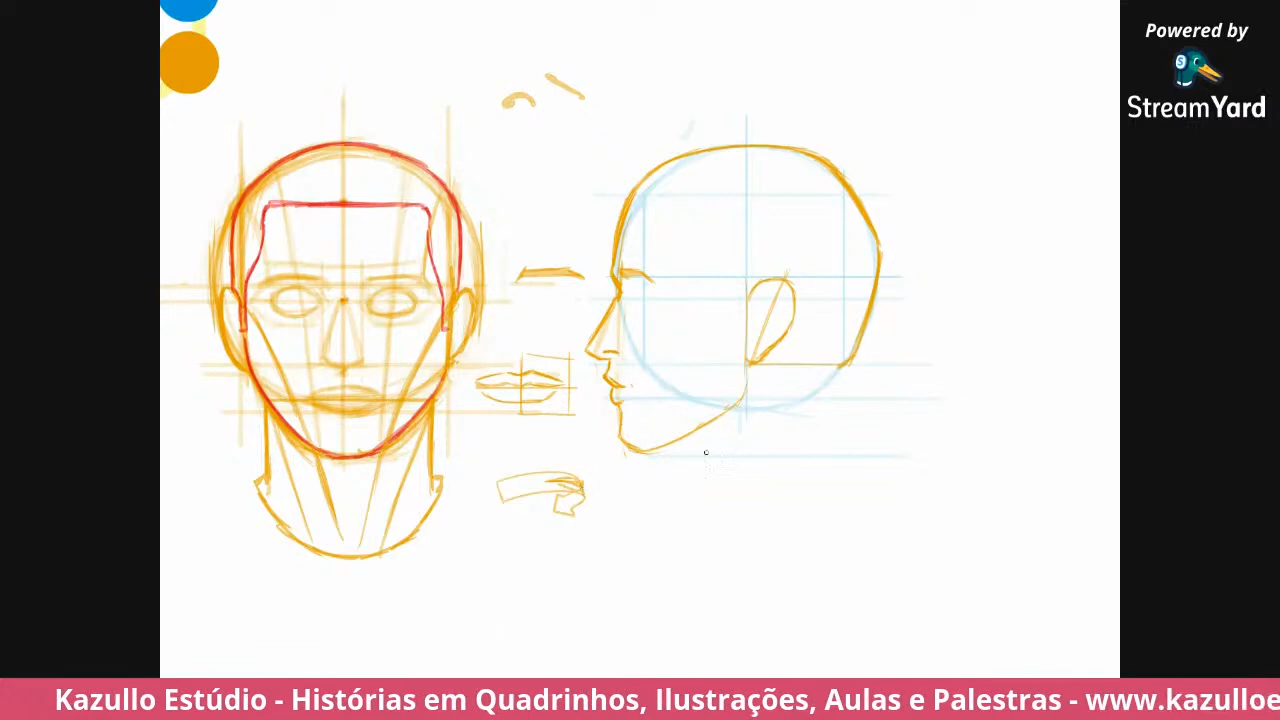 Powered by
S
StreamYard
Kazullo Estúdio - Histórias em Quadrinhos, Ilustrações, Aulas e Palestras - www.kazulloe